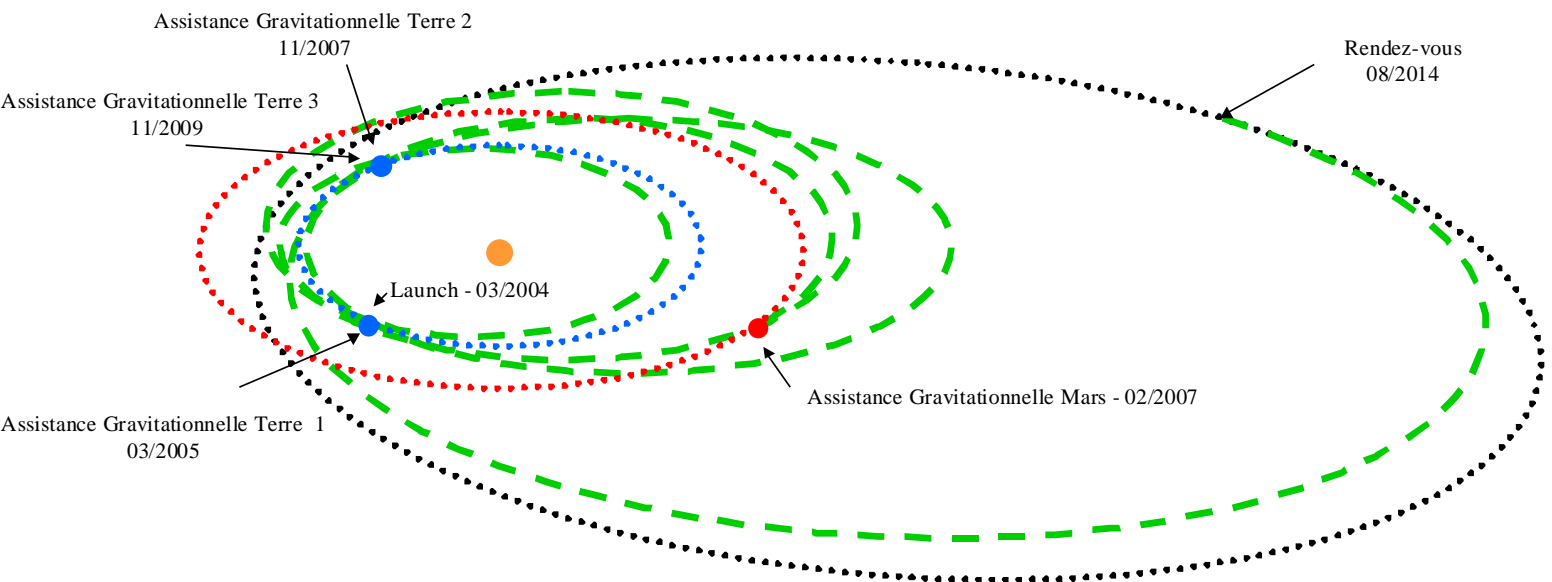 Assistance Gravitationnelle Terre 2
11/2007
Rendez-vous
08/2014
Assistance Gravitationnelle Terre 3
11/2009
Launch - 03/2004
Assistance Gravitationnelle Mars - 02/2007
Assistance Gravitationnelle Terre 1
03/2005